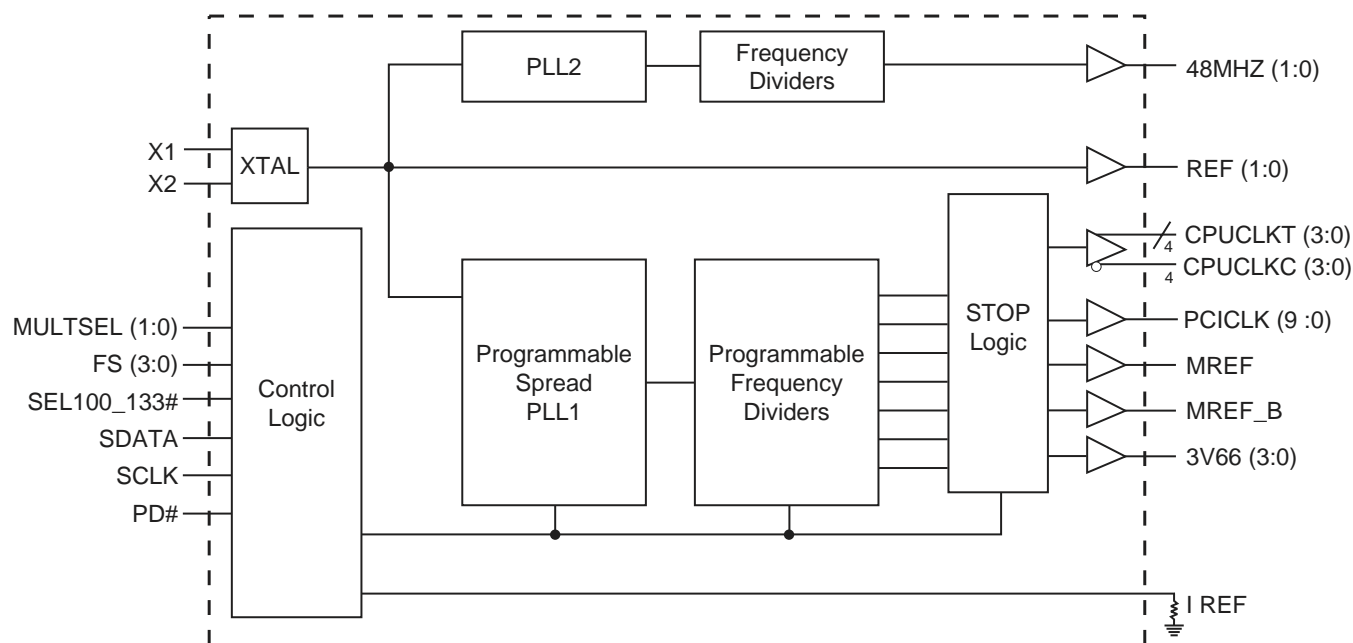 PLL2
Frequency
Dividers
48MHZ (1:0)
X1
X2
XTAL
REF (1:0)
CPUCLKT (3:0)
4
CPUCLKC (3:0)
4
STOP
Logic
PCICLK (9 :0)
MREF
MREF_B
3V66 (3:0)
MULTSEL (1:0)
FS (3:0)
SEL100_133#
SDATA
SCLK
PD#
Control
Logic
Programmable
Spread
PLL1
Programmable
Frequency
Dividers
I REF